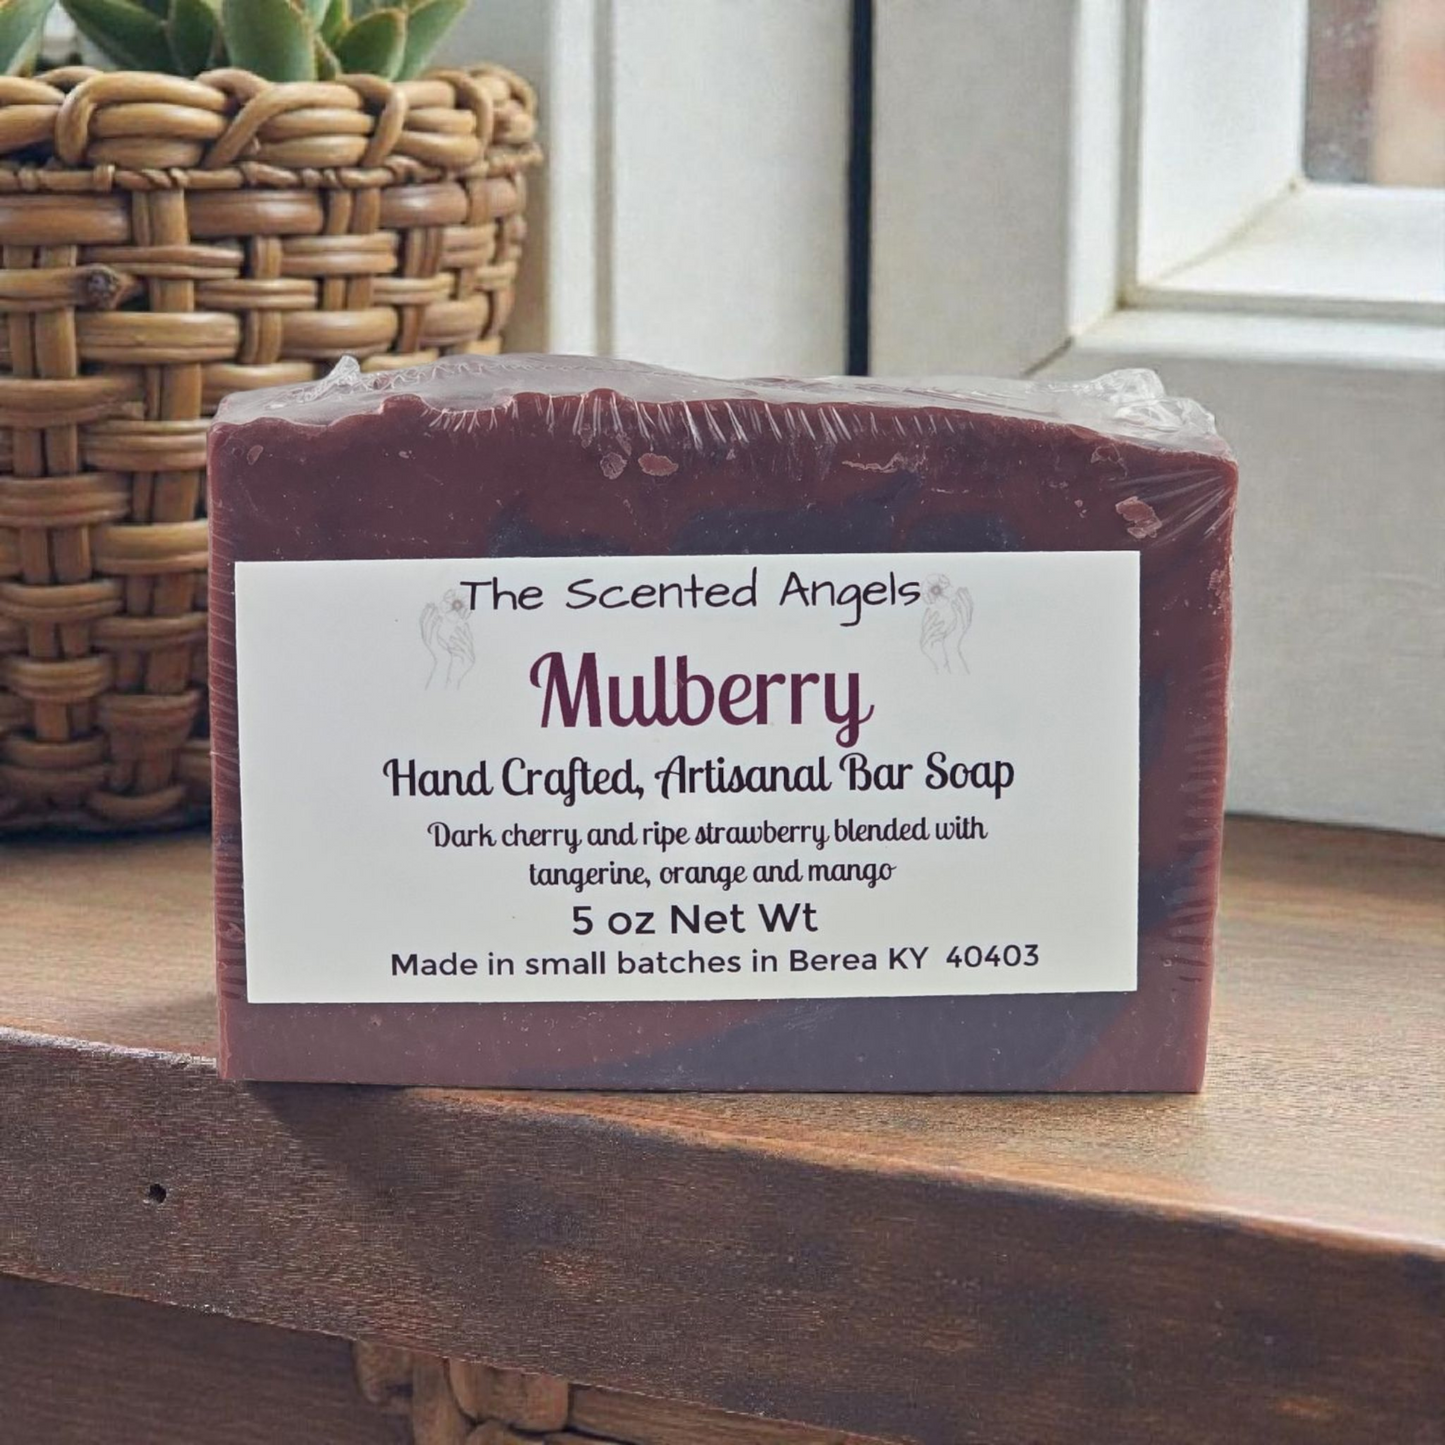 The Scented Angels
Mulberry
Hand Crafted, Artisanal Bar Soap
Dark cherry and ripe strawberry blended with
tangerine, orange and mango
5 oz Net Wt
Made in small batches in Berea KY 40403